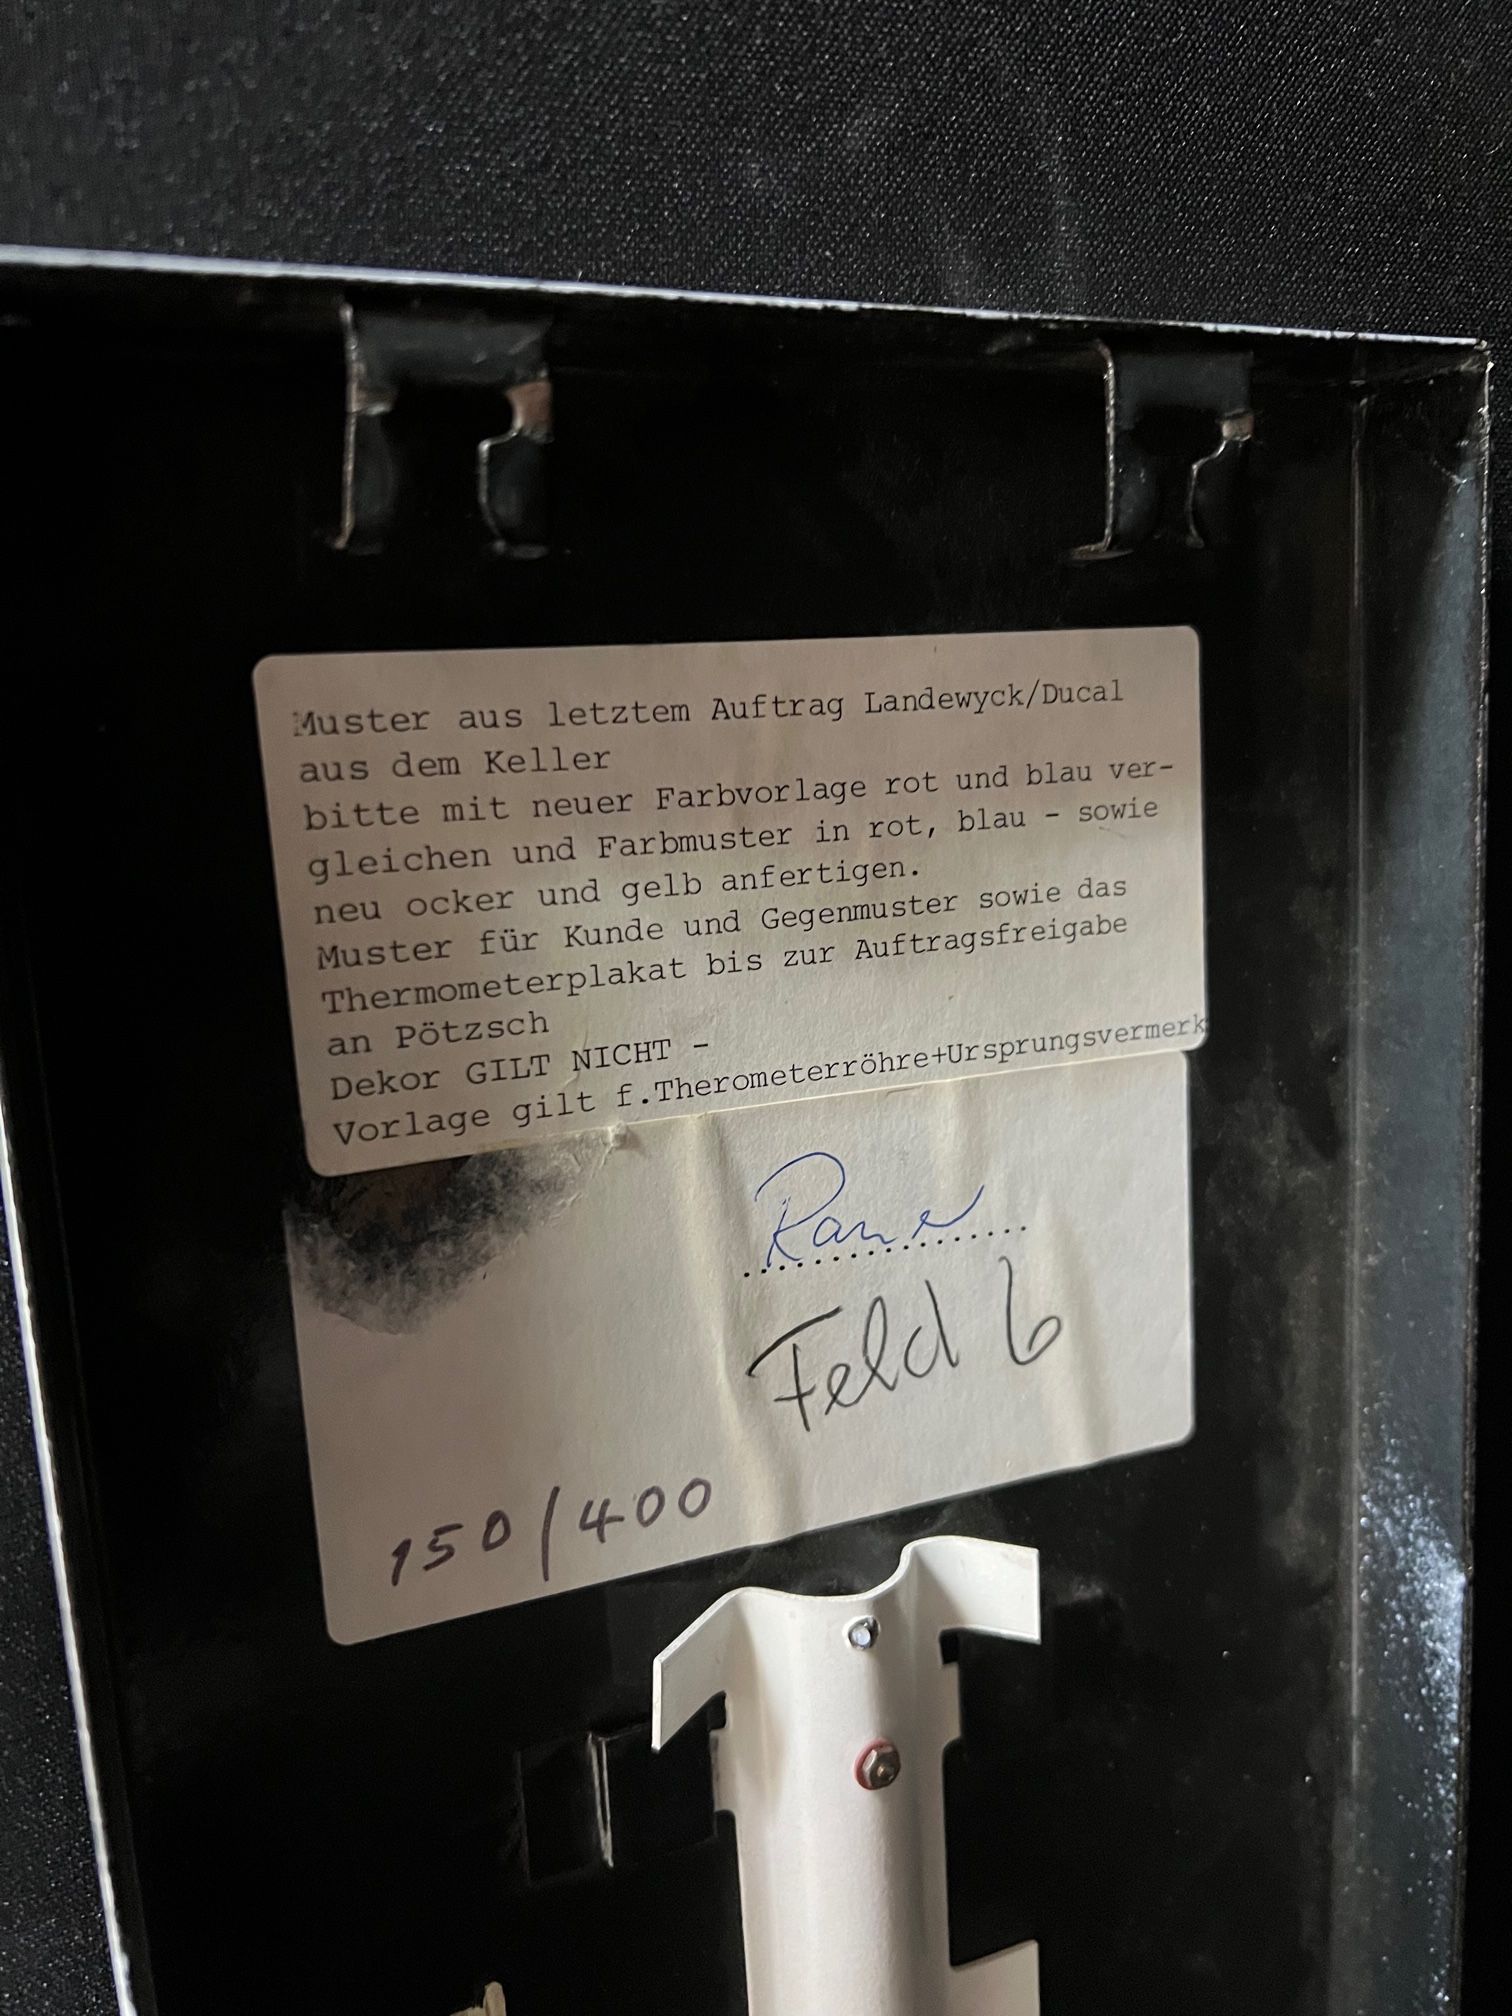 Muster aus letztem Auftrag Landewyck/Ducal
aus dem Keller
bitte mit neuer Farbvorlage rot und blau ver-
gleichen und Farbmuster in rot, blau - sowie
neu ocker und gelb anfertigen.
Muster für Kunde und Gegenmuster sowie das
Thermometerplakat bis zur Auftragsfreigabe
an Pötzsch
Dekor GILT NICHT -
Vorlage gilt f.Therometerröhre+Ursprungsvermerk
Feld 6
150/400